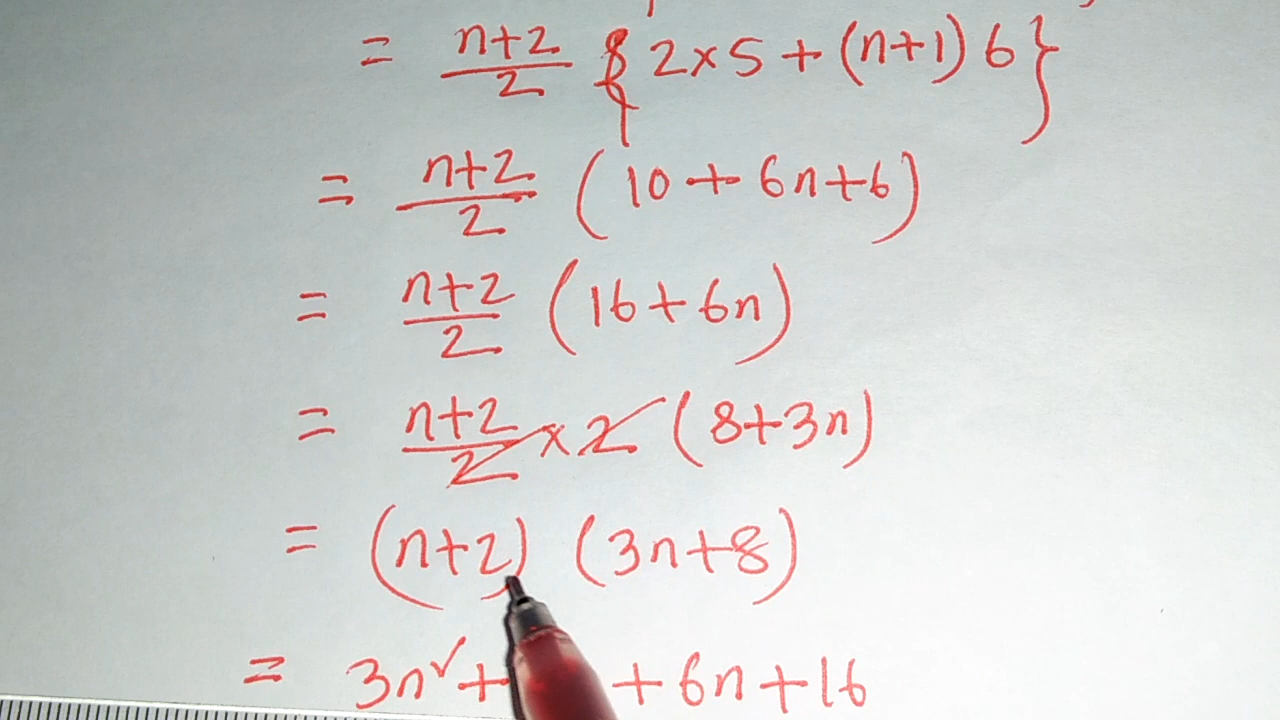 = n+2/2 {2×5+(n+1)6}
= n+2/2 (10+6n+6)
= n+2/2 (16+6n)
= n+2/2 ×2 (8+3n)
= (n+2) (3n+8)
= 3n²+ +6n+16